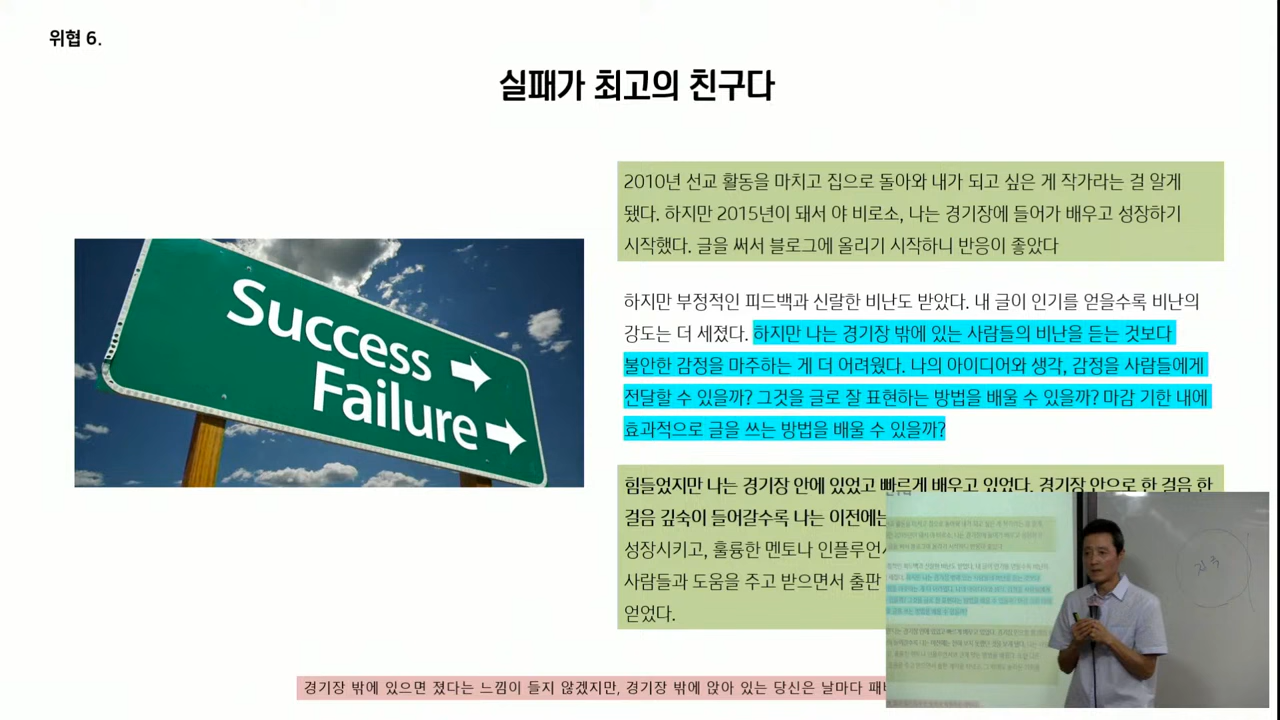 위협 6.
실패가 최고의 친구다
Success
Failure
2010년 선교 활동을 마치고 집으로 돌아와 내가 되고 싶은 게 작가라는 걸 알게
됐다. 하지만 2015년이 돼서 야 비로소, 나는 경기장에 들어가 배우고 성장하기
시작했다. 글을 써서 블로그에 올리기 시작하니 반응이 좋았다
하지만 부정적인 피드백과 신랄한 비난도 받았다. 내 글이 인기를 얻을수록 비난의
강도는 더 세졌다. 하지만 나는 경기장 밖에 있는 사람들의 비난을 듣는 것보다
불안한 감정을 마주하는 게 더 어려웠다. 나의 아이디어와 생각, 감정을 사람들에게
전달할 수 있을까? 그것을 글로 잘 표현하는 방법을 배울 수 있을까? 마감 기한 내에
효과적으로 글을 쓰는 방법을 배울 수 있을까?
힘들었지만 나는 경기장 안에 있었고 빠르게 배우고 있었다. 경기장 안으로 한 걸음 한
걸음 깊숙이 들어갈수록 나는 이전에는
성장시키고, 훌륭한 멘토나 인플루언
사람들과 도움을 주고 받으면서 출판
얻었다.
경기장 밖에 있으면 졌다는 느낌이 들지 않겠지만, 경기장 밖에 앉아 있는 당신은 날마다